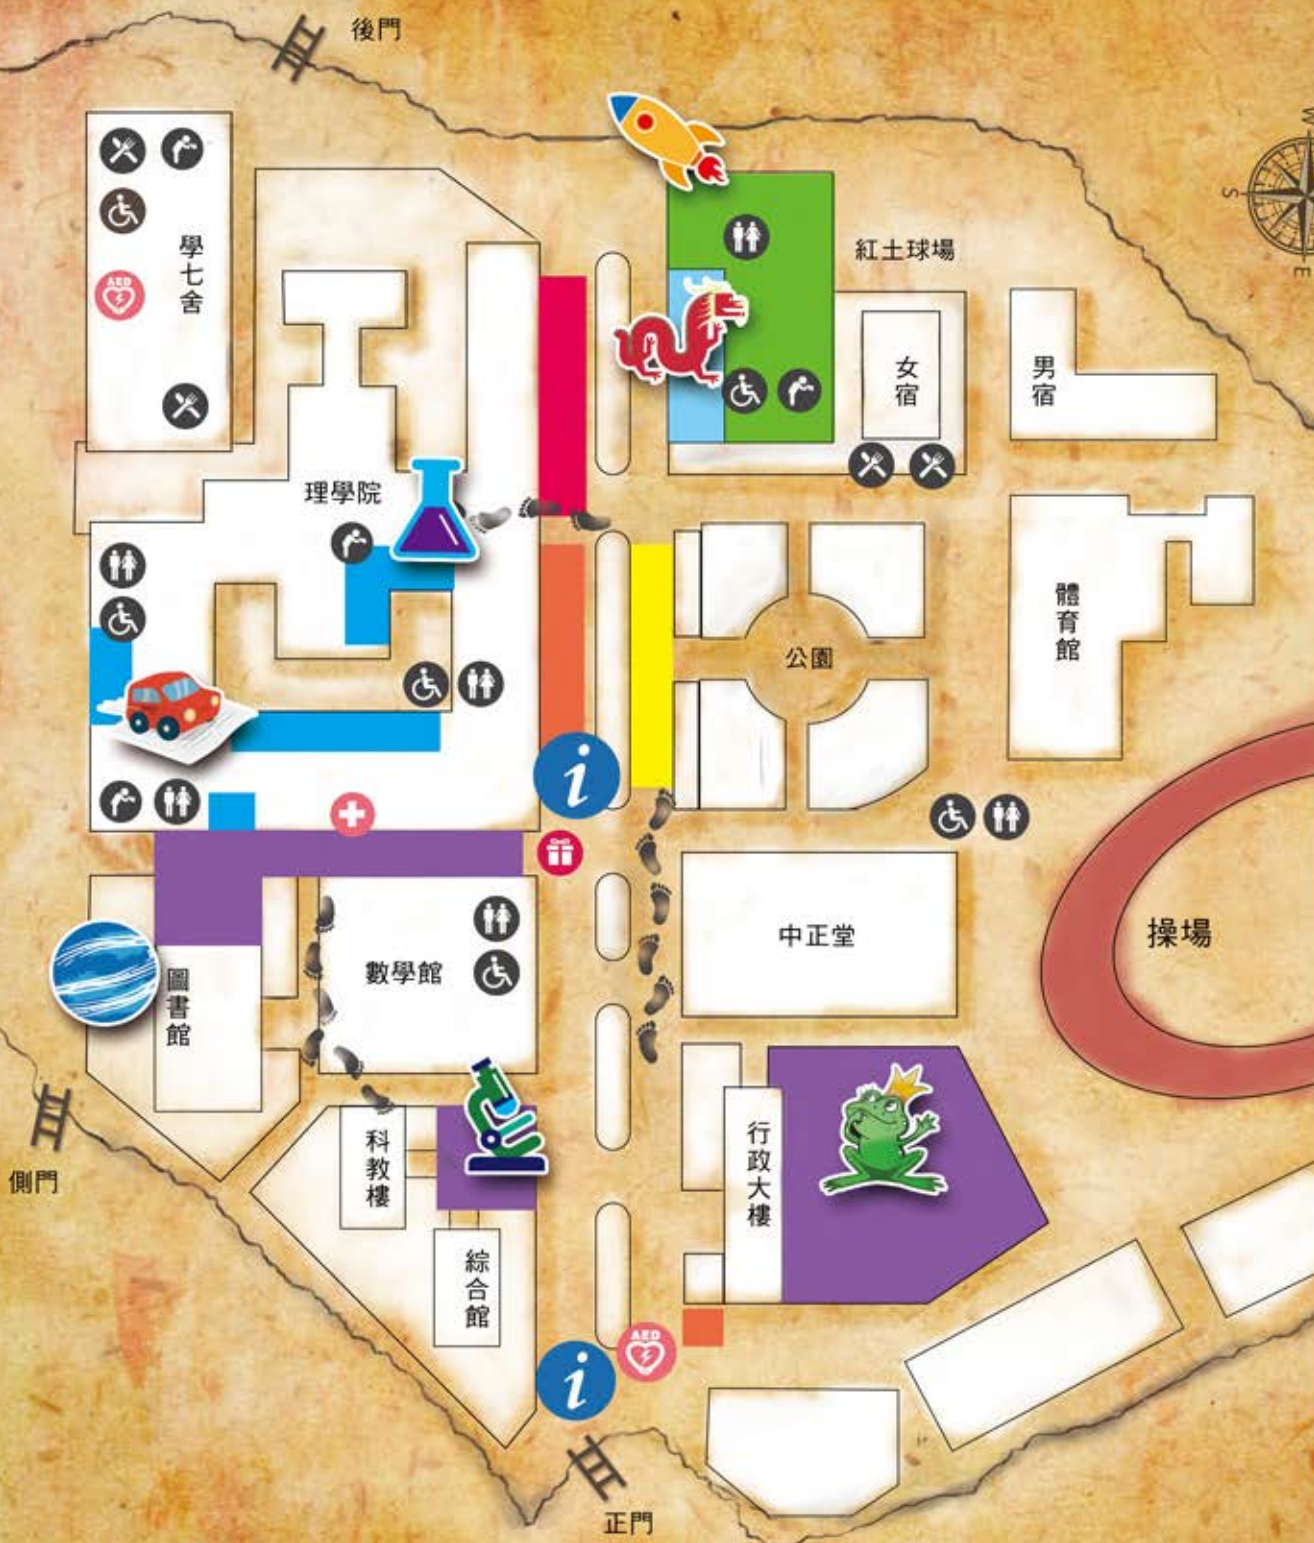 後門
AED
學七舍
紅土球場
女宿
男宿
S
E
理學院
體育館
公園
i
中正堂
操場
數學館
圖書館
側門
科教樓
行政大樓
綜合館
AED
i
正門